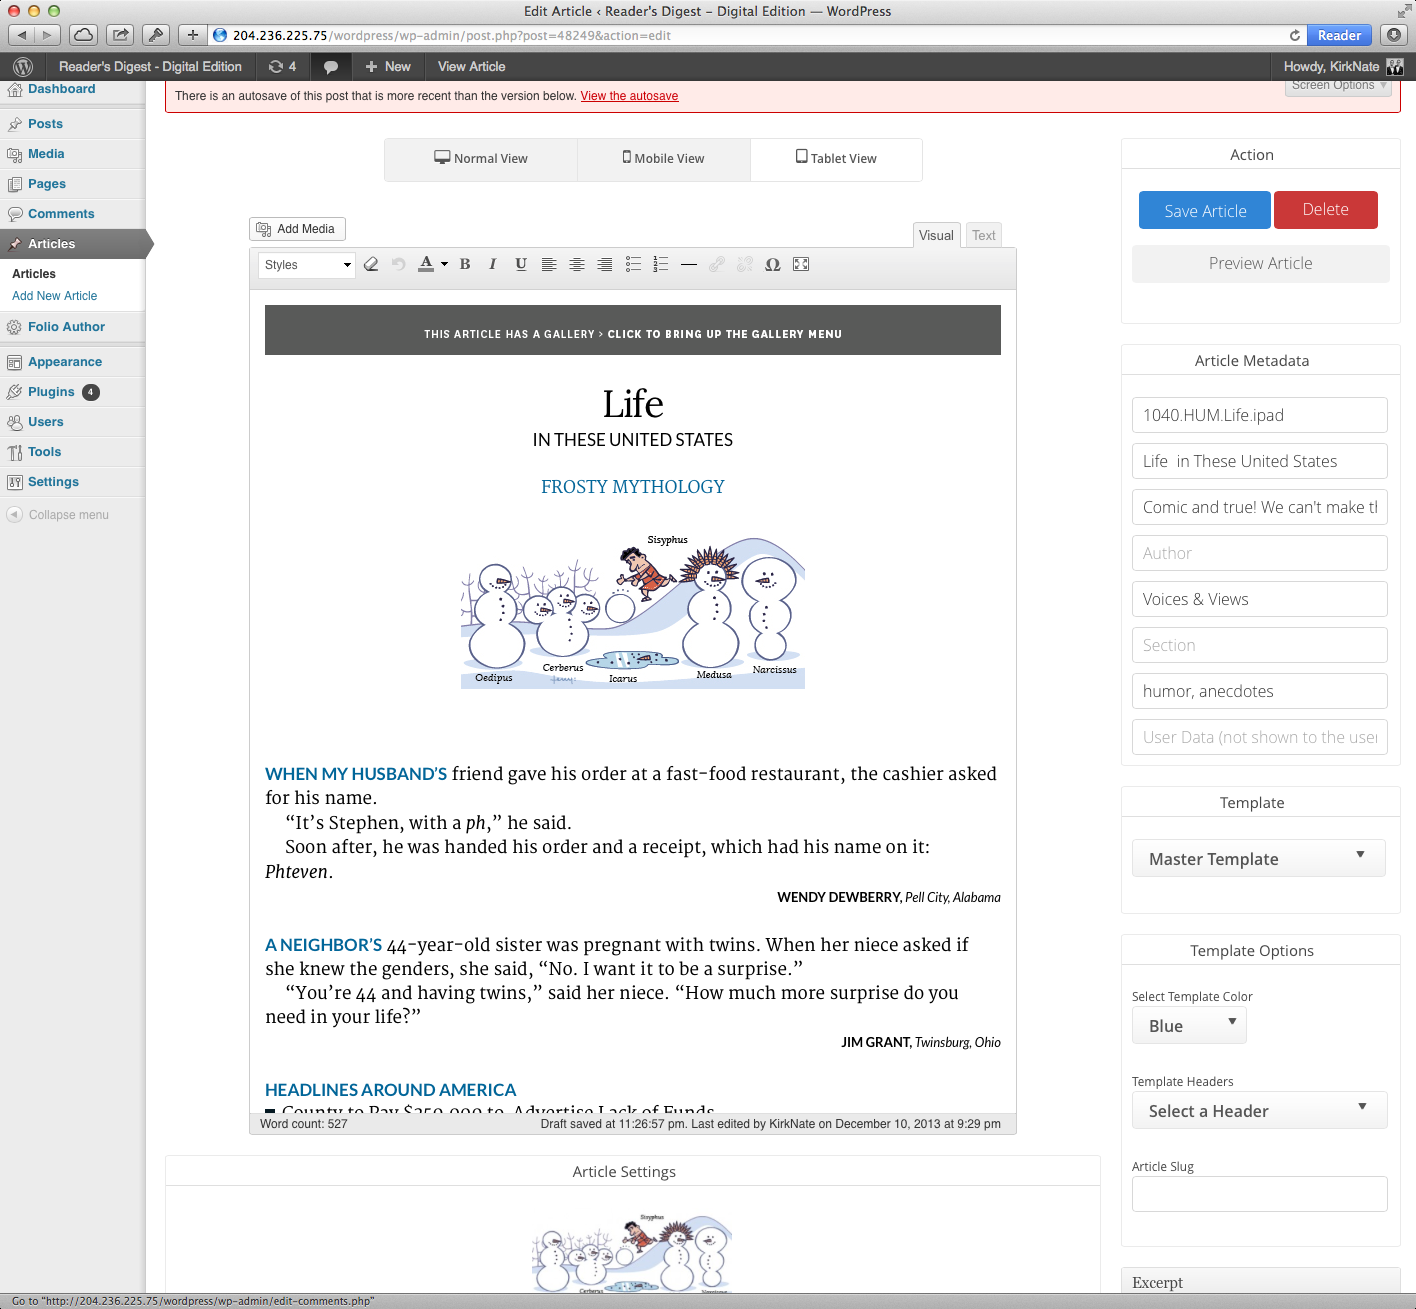 Edit Article ‹ Reader's Digest – Digital Edition — WordPress
204.236.225.75/wordpress/wp-admin/post.php?post=48249&action=edit
Reader
Reader's Digest - Digital Edition
4
New
View Article
Howdy, KirkNate
Dashboard
Posts
Media
Pages
Comments
Articles
Articles
Add New Article
Folio Author
Appearance
Plugins 4
Users
Tools
Settings
Collapse menu
There is an autosave of this post that is more recent than the version below. View the autosave
Screen Options
Normal View
Mobile View
Tablet View
Add Media
Visual
Text
Styles
A
B
I
U
Ω
THIS ARTICLE HAS A GALLERY > CLICK TO BRING UP THE GALLERY MENU
Life
IN THESE UNITED STATES
FROSTY MYTHOLOGY
Sisyphus
Oedipus
Cerberus
Icarus
Medusa
Narcissus
WHEN MY HUSBAND’S friend gave his order at a fast-food restaurant, the cashier asked
for his name.
“It’s Stephen, with a ph,” he said.
Soon after, he was handed his order and a receipt, which had his name on it:
Phteven.
WENDY DEWBERRY, Pell City, Alabama
A NEIGHBOR’S 44-year-old sister was pregnant with twins. When her niece asked if
she knew the genders, she said, “No. I want it to be a surprise.”
“You’re 44 and having twins,” said her niece. “How much more surprise do you
need in your life?”
JIM GRANT, Twinsburg, Ohio
HEADLINES AROUND AMERICA
County to Pay $250,000 to Advertise Lack of Funds
Word count: 527
Draft saved at 11:26:57 pm. Last edited by KirkNate on December 10, 2013 at 9:29 pm
Article Settings
Sisyphus
Cerberus
Action
Save Article
Delete
Preview Article
Article Metadata
1040.HUM.Life.ipad
Life  in These United States
Comic and true! We can't make tl
Author
Voices & Views
Section
humor, anecdotes
User Data (not shown to the user
Template
Master Template
Template Options
Select Template Color
Blue
Template Headers
Select a Header
Article Slug
Excerpt
Go to "http://204.236.225.75/wordpress/wp-admin/edit-comments.php"